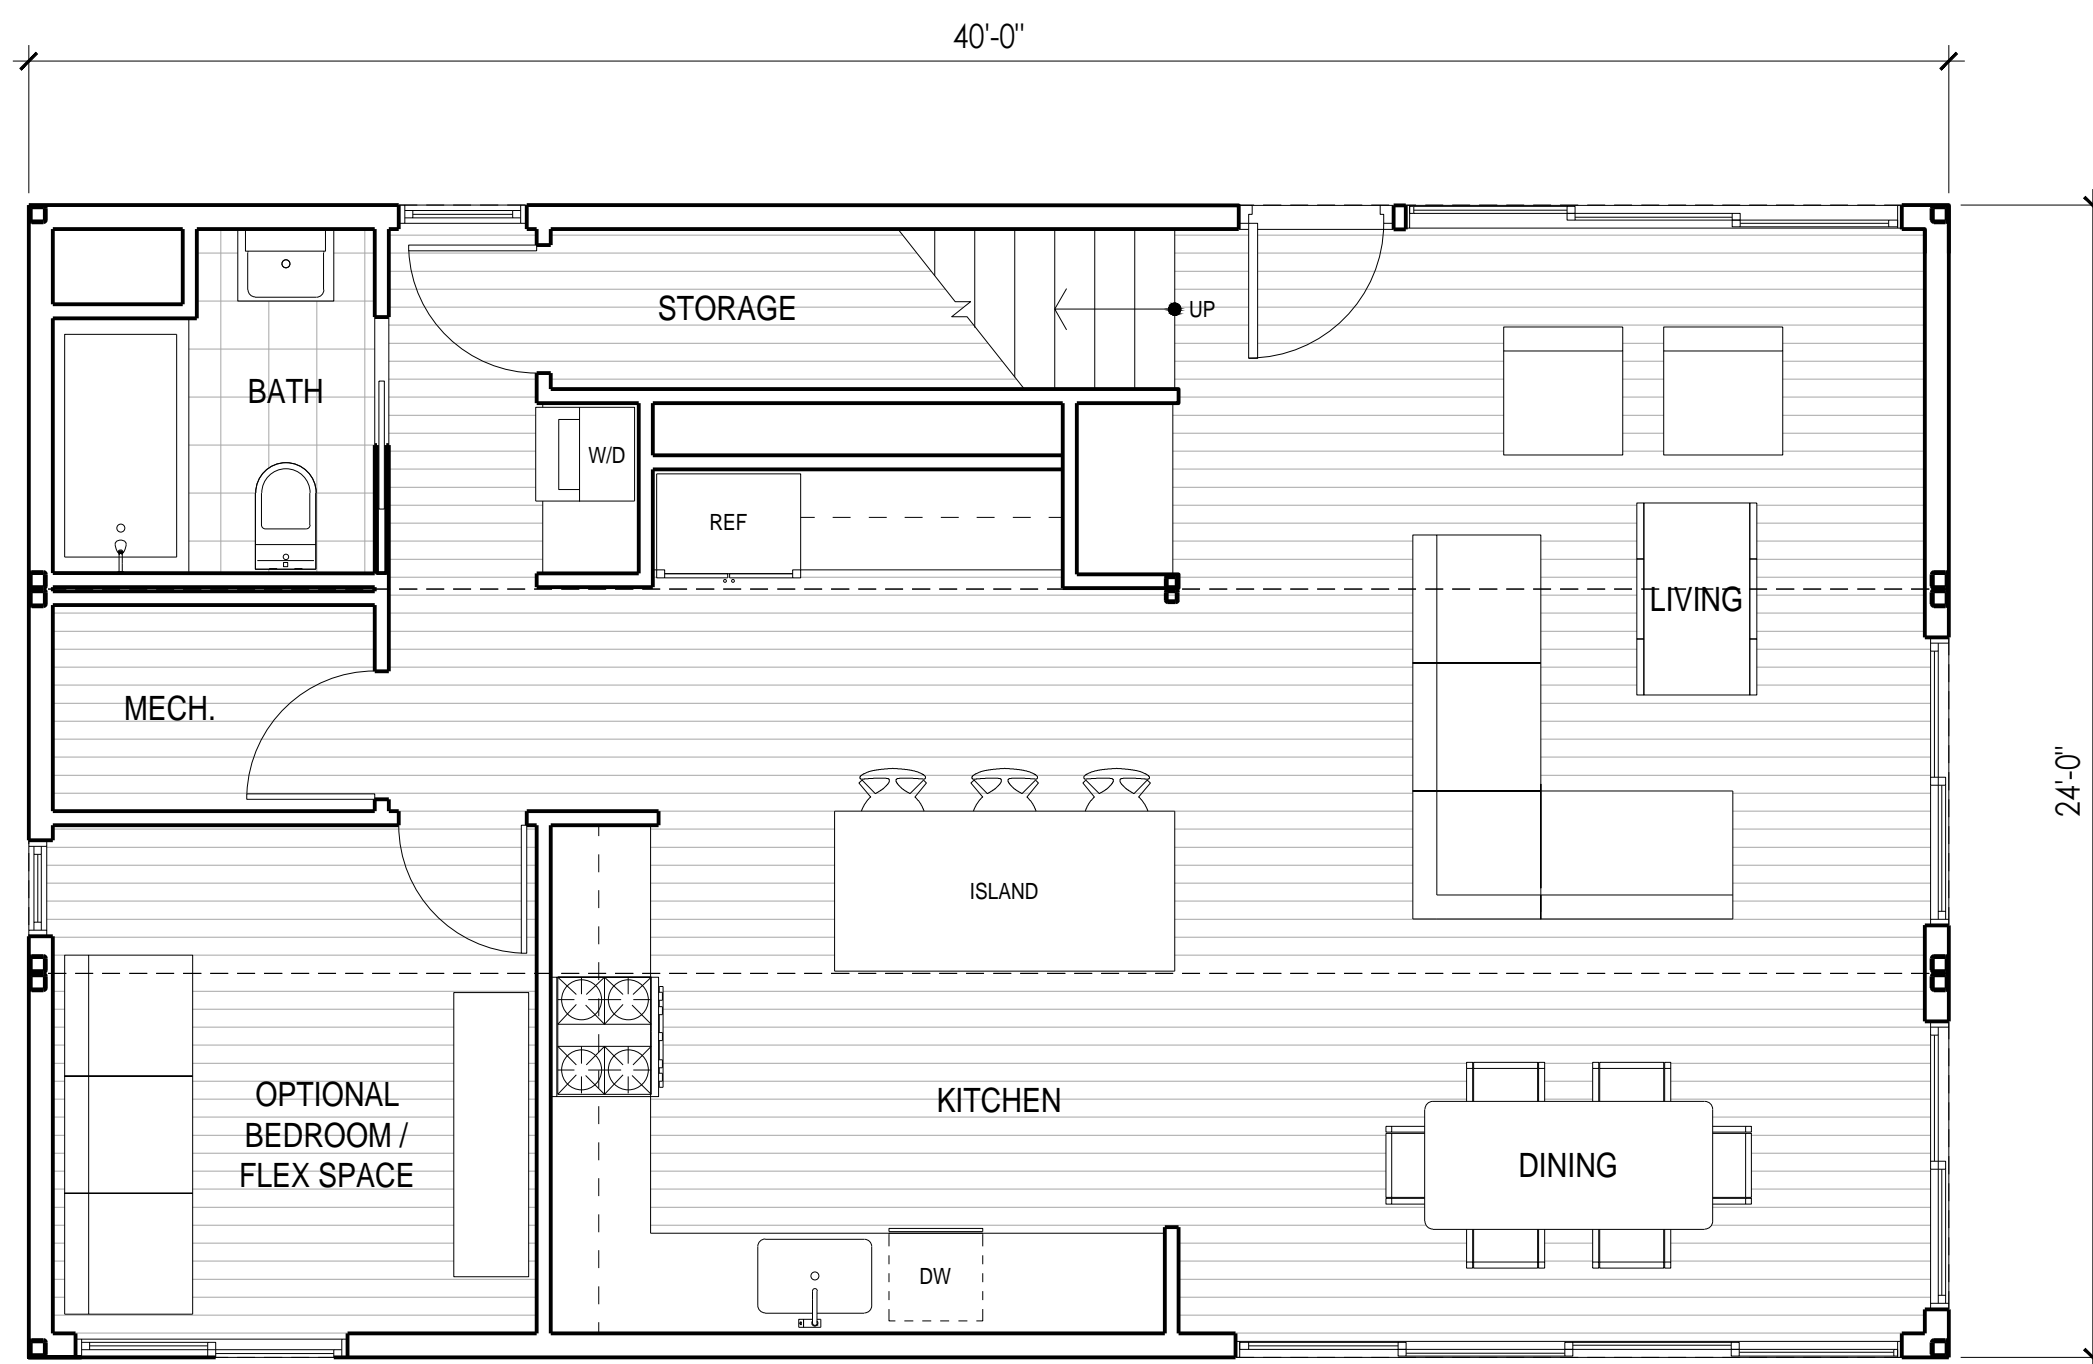 40'-0"
STORAGE
UP
BATH
W/D
REF
LIVING
MECH.
24'-0"
ISLAND
OPTIONAL
BEDROOM /
FLEX SPACE
KITCHEN
DINING
DW